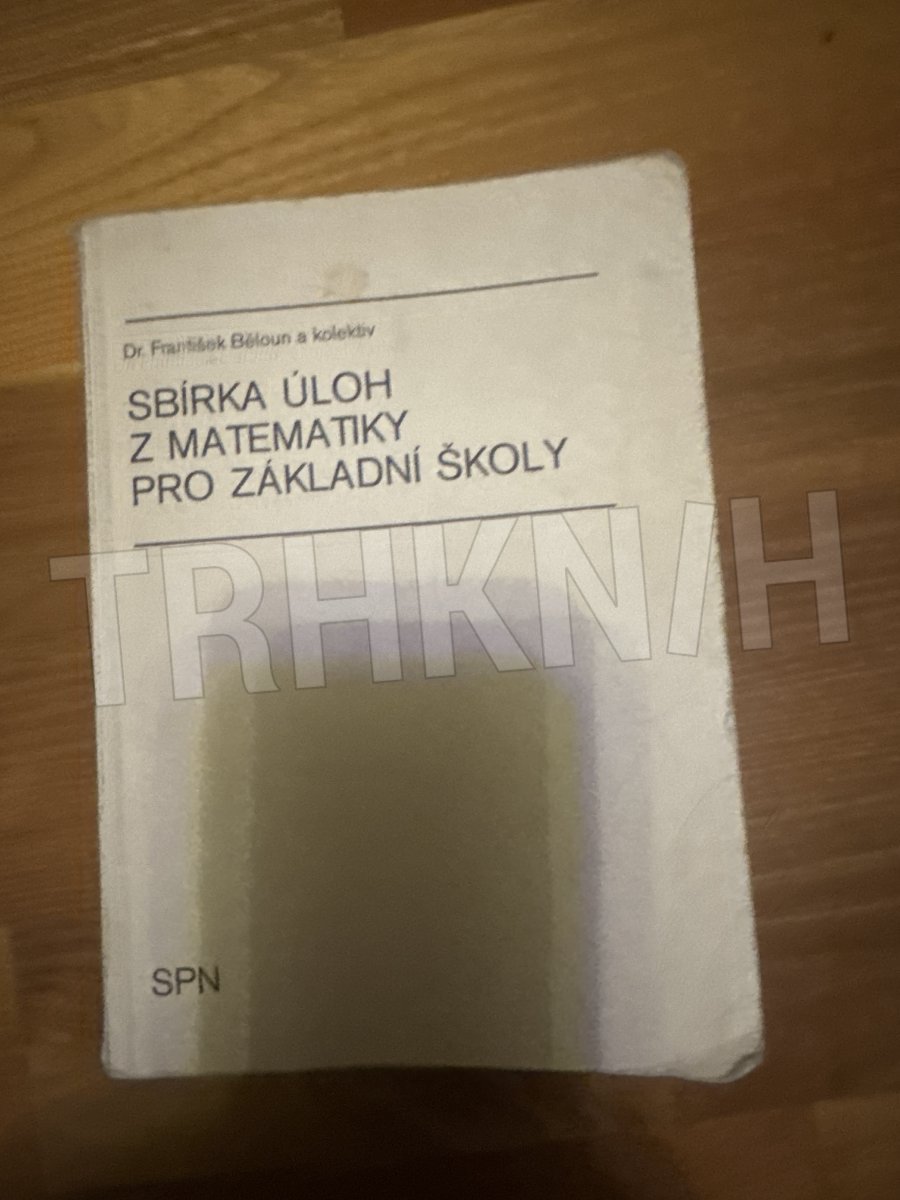 Dr. František Běloun a kolektiv
SBÍRKA ÚLOH
Z MATEMATIKY
PRO ZÁKLADNÍ ŠKOLY
TRHKNIH
SPN